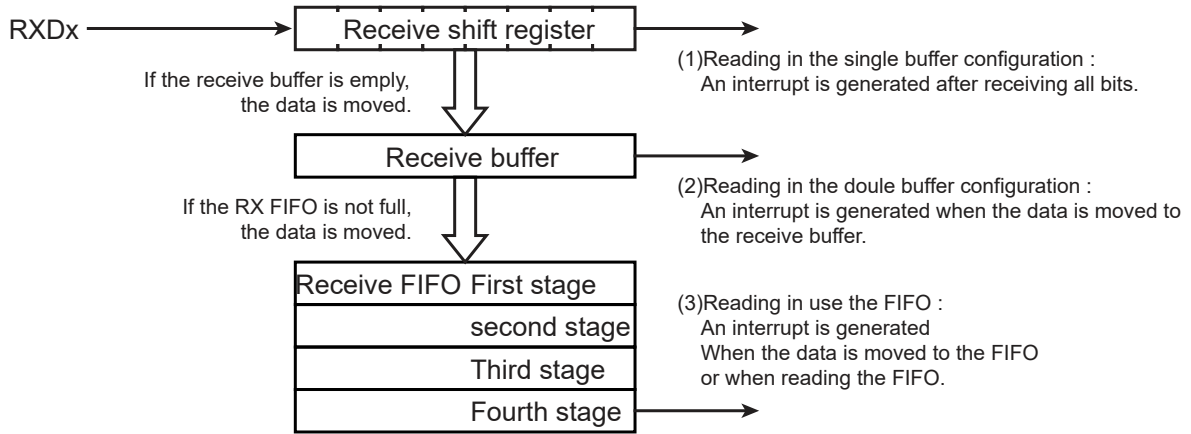 RXDx
Receive shift register
(1)Reading in the single buffer configuration :
An interrupt is generated after receiving all bits.
If the receive buffer is emply,
the data is moved.
Receive buffer
(2)Reading in the doule buffer configuration :
An interrupt is generated when the data is moved to
the receive buffer.
If the RX FIFO is not full,
the data is moved.
Receive FIFO First stage
second stage
Third stage
Fourth stage
(3)Reading in use the FIFO :
An interrupt is generated
When the data is moved to the FIFO
or when reading the FIFO.